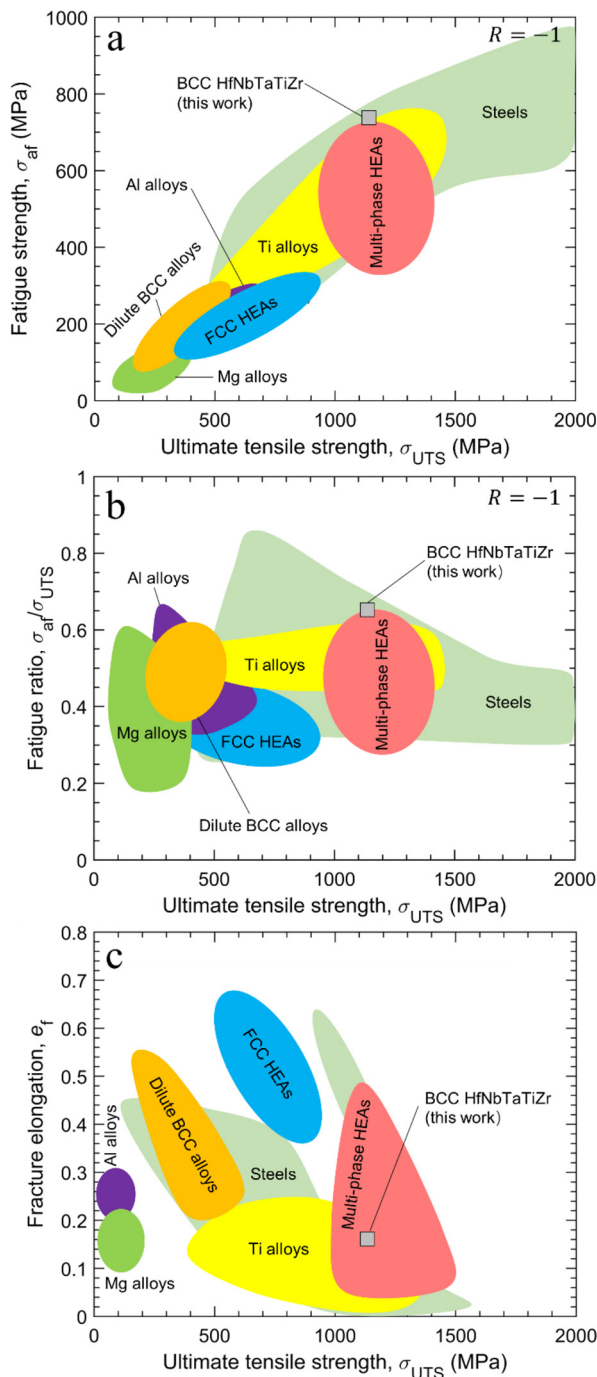 a
R = −1
BCC HfNbTaTiZr
(this work)
Steels
Al alloys
Ti alloys
Multi-phase HEAs
Dilute BCC alloys
FCC HEAs
Mg alloys
Fatigue strength, σaf (MPa)
1000
800
600
400
200
0
0 500 1000 1500 2000
Ultimate tensile strength, σUTS (MPa)
b
R = −1
BCC HfNbTaTiZr
(this work)
Al alloys
Ti alloys
Multi-phase HEAs
Steels
Mg alloys
FCC HEAs
Dilute BCC alloys
Fatigue ratio, σaf/σUTS
1
0.8
0.6
0.4
0.2
0
0 500 1000 1500 2000
Ultimate tensile strength, σUTS (MPa)
c
FCC HEAs
BCC HfNbTaTiZr
(this work)
Dilute BCC alloys
Al alloys
Steels
Multi-phase HEAs
Ti alloys
Mg alloys
Fracture elongation, ef
0.8
0.7
0.6
0.5
0.4
0.3
0.2
0.1
0
0 500 1000 1500 2000
Ultimate tensile strength, σUTS (MPa)